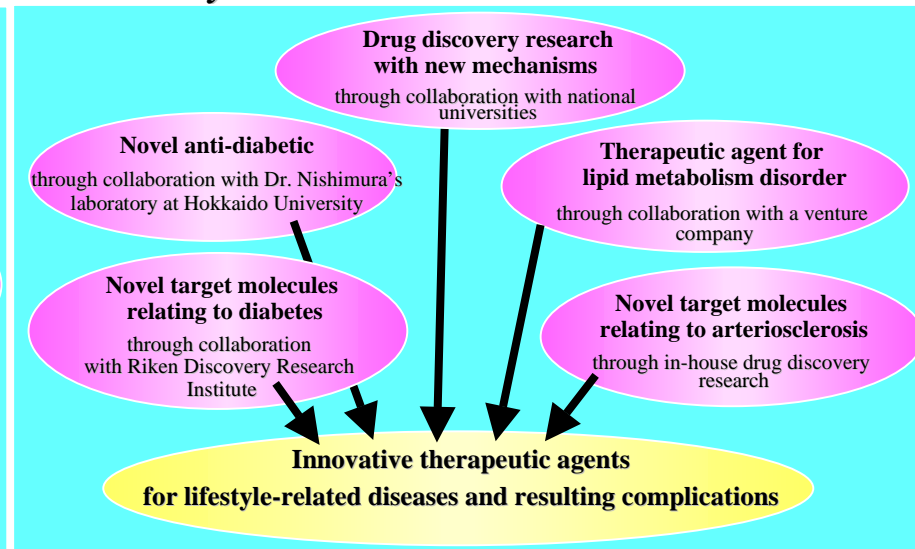 Drug discovery research
with new mechanisms
through collaboration with national
universities
Novel anti-diabetic
through collaboration with Dr. Nishimura's
laboratory at Hokkaido University
Therapeutic agent for
lipid metabolism disorder
through collaboration with a venture
company
Novel target molecules
relating to diabetes
through collaboration
with Riken Discovery Research
Institute
Novel target molecules
relating to arteriosclerosis
through in-house drug discovery
research
Innovative therapeutic agents
for lifestyle-related diseases and resulting complications